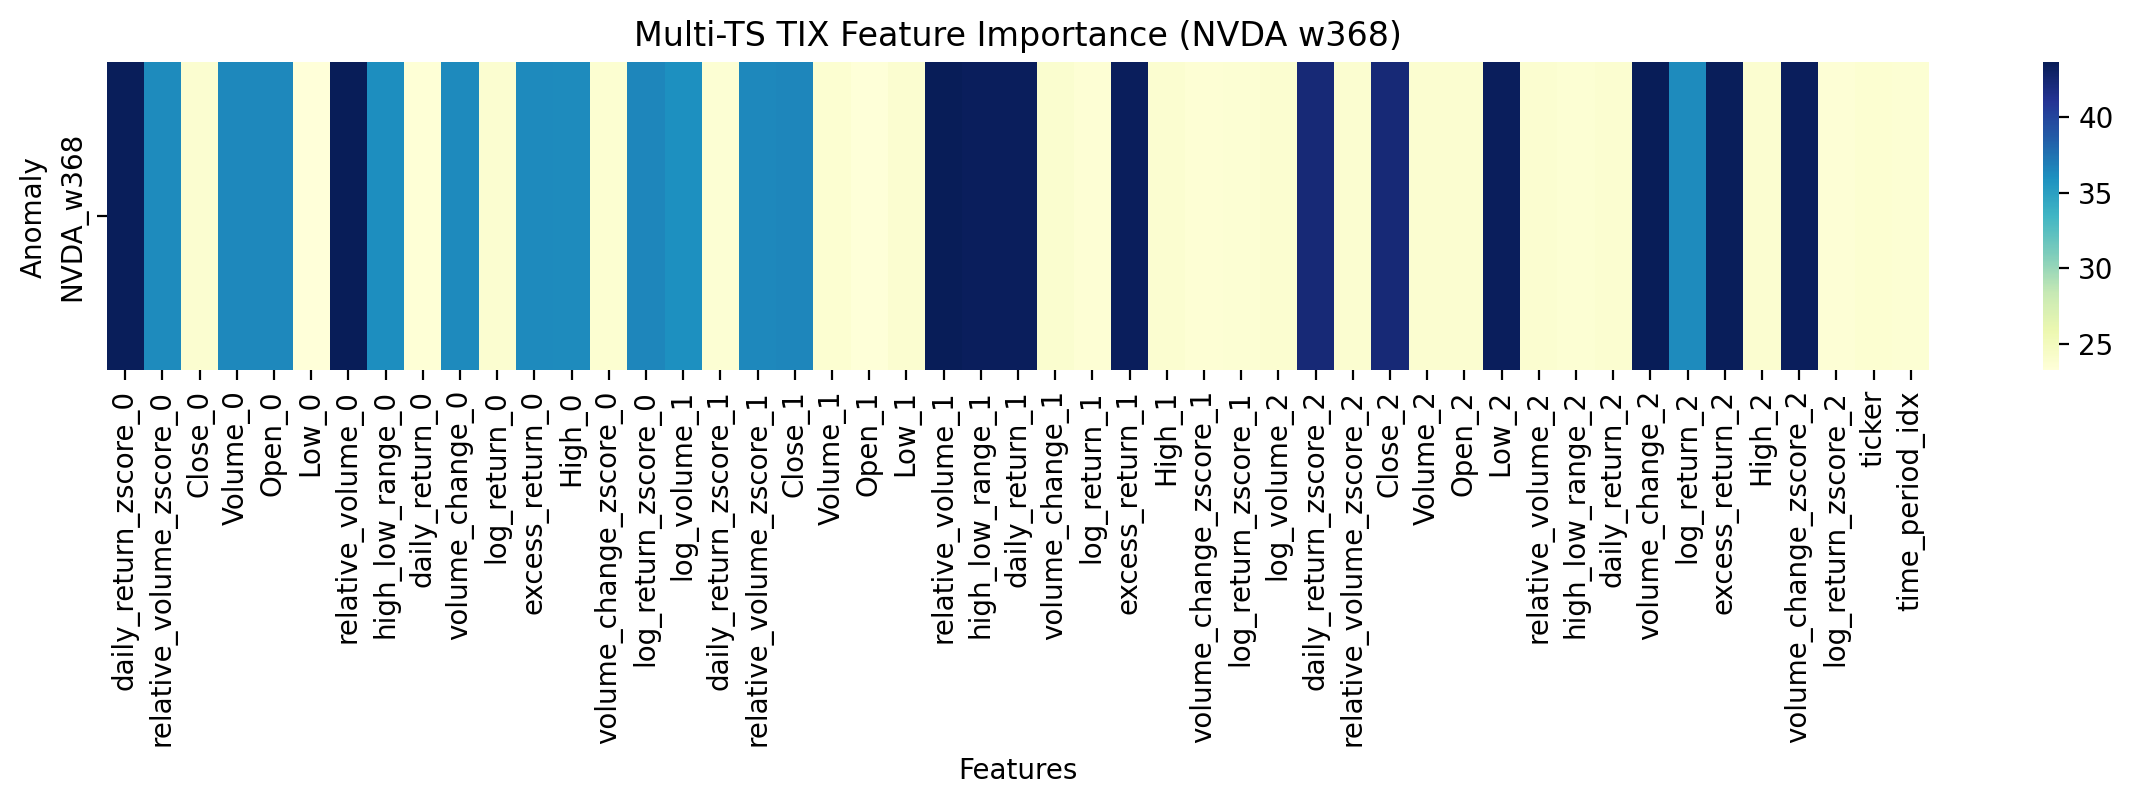 Multi-TS TIX Feature Importance (NVDA w368)
Anomaly
NVDA_w368
40
35
30
25
daily_return_zscore_0
relative_volume_zscore_0
Close_0
Volume_0
Open_0
Low_0
relative_volume_0
high_low_range_0
daily_return_0
volume_change_0
log_return_0
excess_return_0
High_0
volume_change_zscore_0
log_return_zscore_0
log_volume_1
daily_return_zscore_1
relative_volume_zscore_1
Close_1
Volume_1
Open_1
Low_1
relative_volume_1
high_low_range_1
daily_return_1
volume_change_1
log_return_1
excess_return_1
High_1
volume_change_zscore_1
log_return_zscore_1
log_volume_2
daily_return_zscore_2
relative_volume_zscore_2
Close_2
Volume_2
Open_2
Low_2
relative_volume_2
high_low_range_2
daily_return_2
volume_change_2
log_return_2
excess_return_2
High_2
volume_change_zscore_2
log_return_zscore_2
ticker
time_period_idx
Features